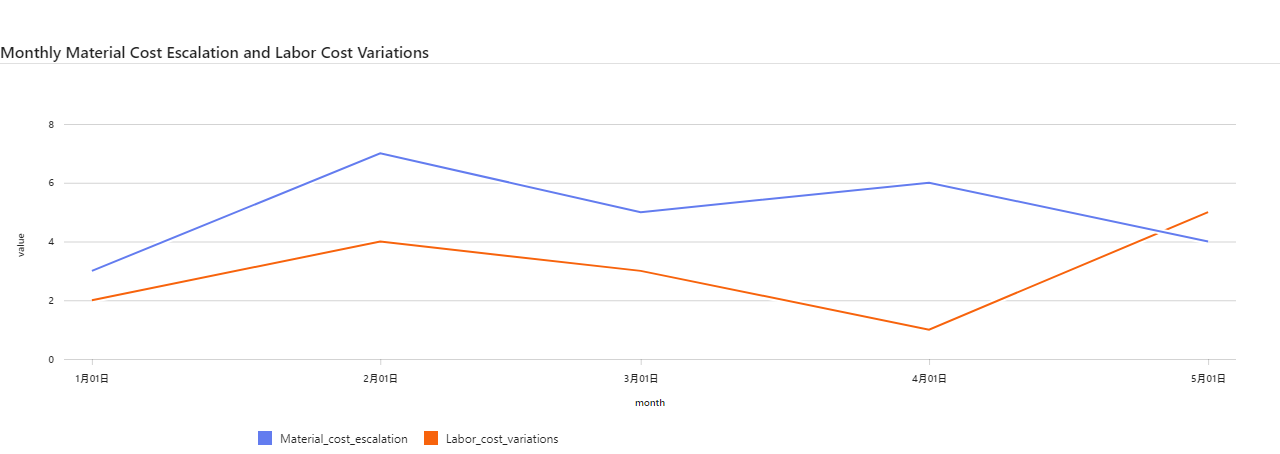 Monthly Material Cost Escalation and Labor Cost Variations
8
6
4
2
0
value
1月01日 2月01日 3月01日 4月01日 5月01日
month
Material_cost_escalation Labor_cost_variations